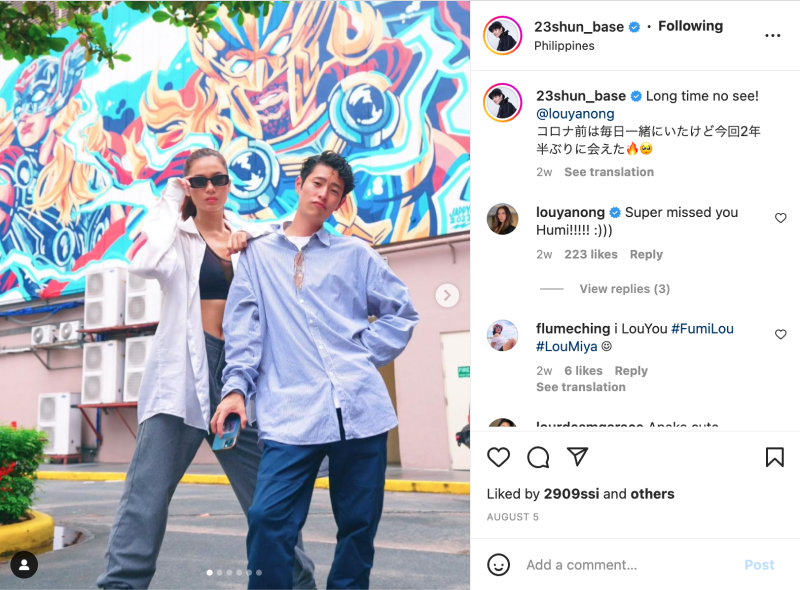 23shun_base · Following
Philippines
23shun_base Long time no see!
@louyanong
コロナ前は毎日一緒にいたけど今回2年
半ぶりに会えた🔥🥹
2w See translation
louyanong Super missed you
Humi!!!!! :)))
2w 223 likes Reply
View replies (3)
flumeching i LouYou #FumiLou
#LouMiya ☺
2w 6 likes Reply
See translation
Liked by 2909ssi and others
AUGUST 5
Add a comment...
Post